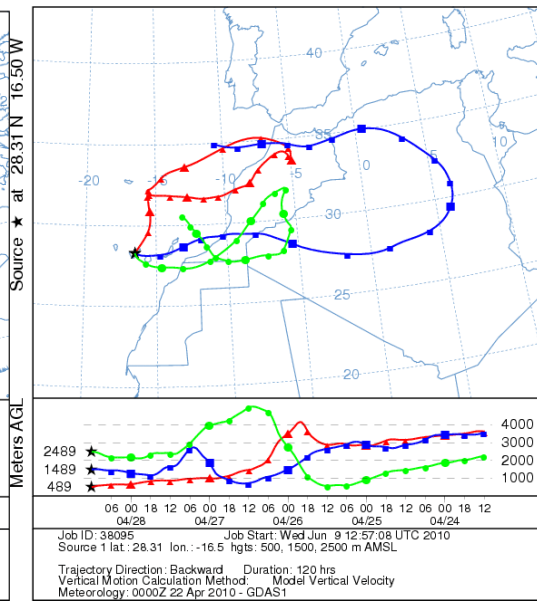 Source ★ at 28.31 N 16.50 W
40
35
10
-20
-15
-10
-5
0
30
25
20
Meters AGL
2489
1489
489
4000
3000
2000
1000
06 00 18 12 06 00 18 12 06 00 18 12 06 00 18 12 06 00 18 12
04/28 04/27 04/26 04/25 04/24
Job ID: 38095 Job Start: Wed Jun 9 12:57:08 UTC 2010
Source 1 lat.: 28.31 lon.: -16.5 hgts: 500, 1500, 2500 m AMSL
Trajectory Direction: Backward Duration: 120 hrs
Vertical Motion Calculation Method: Model Vertical Velocity
Meteorology: 0000Z 22 Apr 2010 - GDAS1